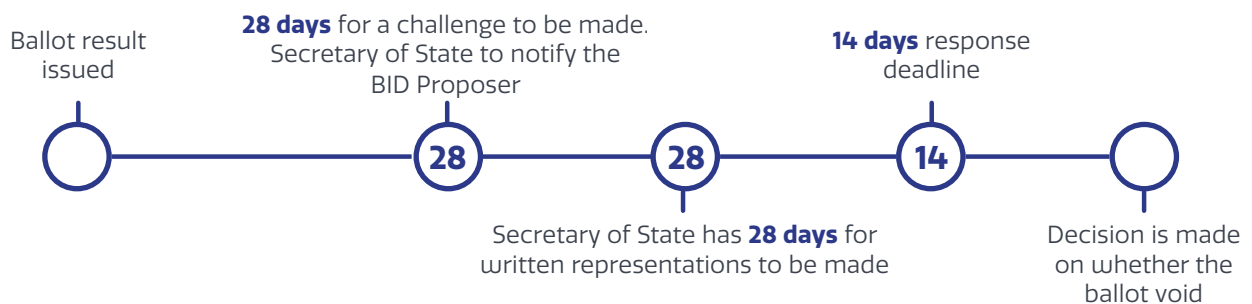 Ballot result
issued
28 days for a challenge to be made.
Secretary of State to notify the
BID Proposer
14 days response
deadline
28
28
14
Secretary of State has 28 days for
written representations to be made
Decision is made
on whether the
ballot void